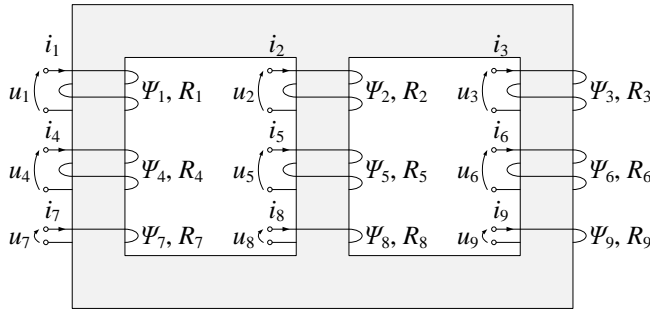 i₁ i₂ i₃
u₁ Ψ₁, R₁ u₂ Ψ₂, R₂ u₃ Ψ₃, R₃
i₄ i₅ i₆
u₄ Ψ₄, R₄ u₅ Ψ₅, R₅ u₆ Ψ₆, R₆
i₇ i₈ i₉
u₇ Ψ₇, R₇ u₈ Ψ₈, R₈ u₉ Ψ₉, R₉